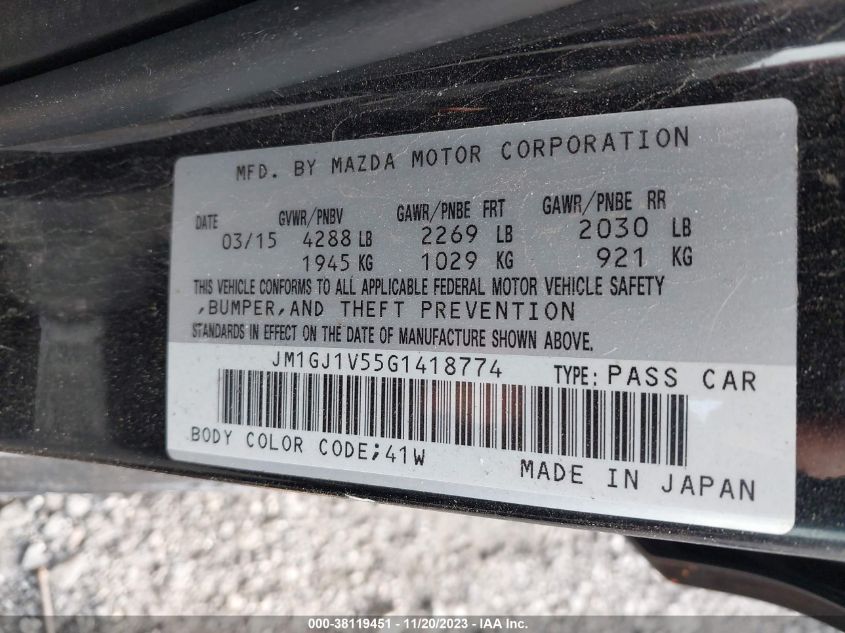 MFD. BY MAZDA MOTOR CORPORATION
DATE GVWR/PNBV GAWR/PNBE FRT GAWR/PNBE RR
03/15 4288 LB 2269 LB 2030 LB
1945 KG 1029 KG 921 KG
THIS VEHICLE CONFORMS TO ALL APPLICABLE FEDERAL MOTOR VEHICLE SAFETY
,BUMPER,AND THEFT PREVENTION
STANDARDS IN EFFECT ON THE DATE OF MANUFACTURE SHOWN ABOVE.
JM1GJ1V55G1418774 TYPE: PASS CAR
BODY COLOR CODE;41W
MADE IN JAPAN
000-38119451 - 11/20/2023 - IAA Inc.